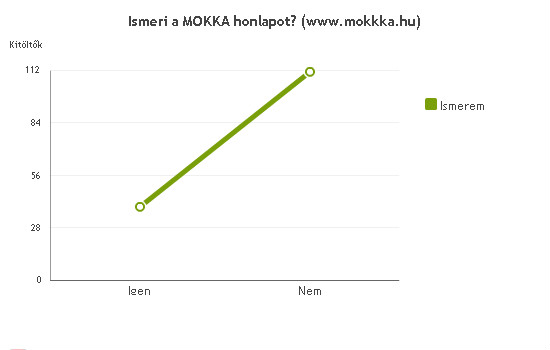 Ismeri a MOKKA honlapot? (www.mokkka.hu)
Kitöltők
112
84
56
28
0
Igen
Nem
Ismerem